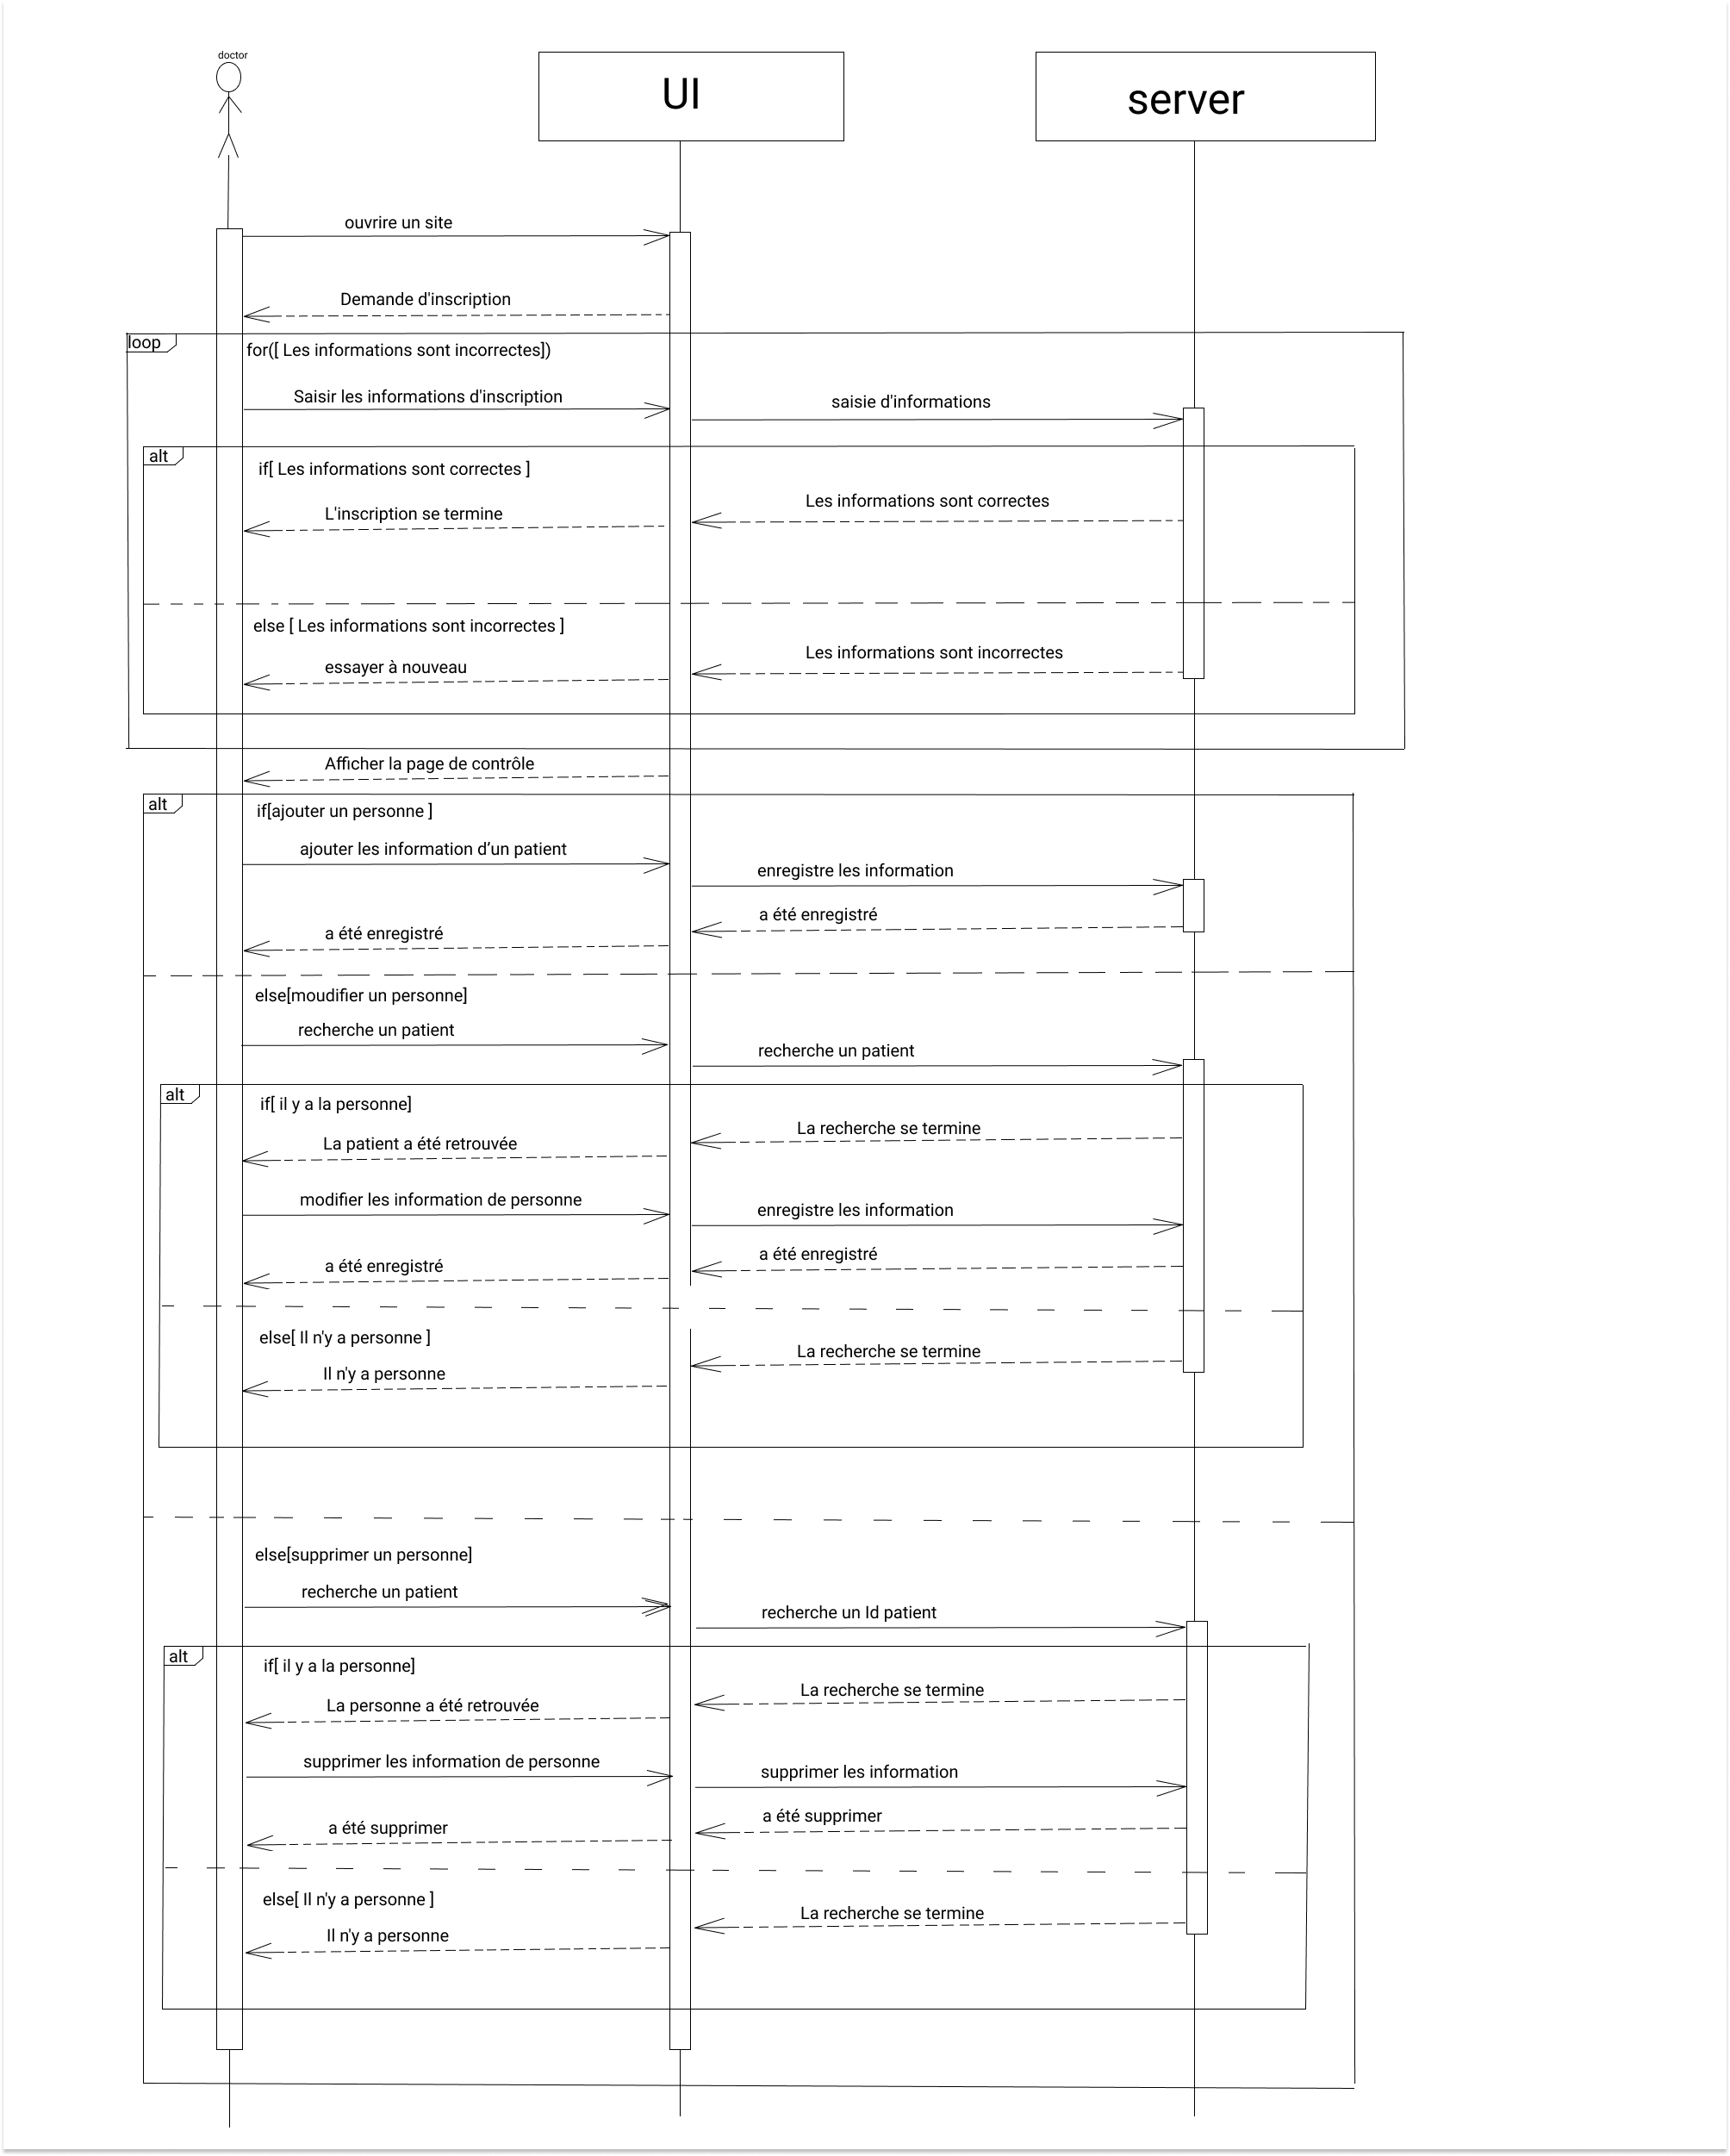 doctor
UI
server
ouvrire un site
Demande d'inscription
loop
for([ Les informations sont incorrectes])
Saisir les informations d'inscription
saisie d'informations
alt
if[ Les informations sont correctes ]
Les informations sont correctes
L'inscription se termine
else [ Les informations sont incorrectes ]
Les informations sont incorrectes
essayer à nouveau
Afficher la page de contrôle
alt
if[ajouter un personne ]
ajouter les information d’un patient
enregistre les information
a été enregistré
a été enregistré
else[moudifier un personne]
recherche un patient
recherche un patient
alt
if[ il y a la personne]
La recherche se termine
La patient a été retrouvée
modifier les information de personne
enregistre les information
a été enregistré
a été enregistré
else[ Il n'y a personne ]
La recherche se termine
Il n'y a personne
else[supprimer un personne]
recherche un patient
recherche un Id patient
alt
if[ il y a la personne]
La recherche se termine
La personne a été retrouvée
supprimer les information de personne
supprimer les information
a été supprimer
a été supprimer
else[ Il n'y a personne ]
La recherche se termine
Il n'y a personne